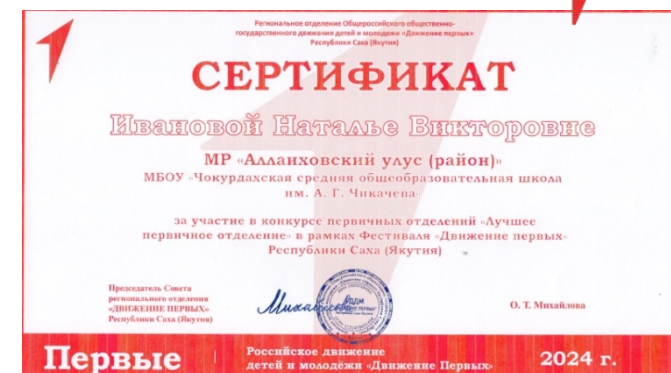 Региональное отделение Общероссийского общественно-
государственного движения детей и молодежи «Движение первых»
Республики Саха (Якутия)
СЕРТИФИКАТ
Ивановой Наталье Викторовне
МР «Аллаиховский улус (район)»
МБОУ «Чокурдахская средняя общеобразовательная школа
им. А. Г. Чикачева»
за участие в конкурсе первичных отделений «Лучшее
первичное отделение» в рамках Фестиваля «Движение первых»
Республики Саха (Якутия)
Председатель Совета
регионального отделения
«ДВИЖЕНИЕ ПЕРВЫХ»
Республики Саха (Якутия)
О. Т. Михайлова
Первые
Российское движение
детей и молодёжи «Движение Первых»
2024 г.